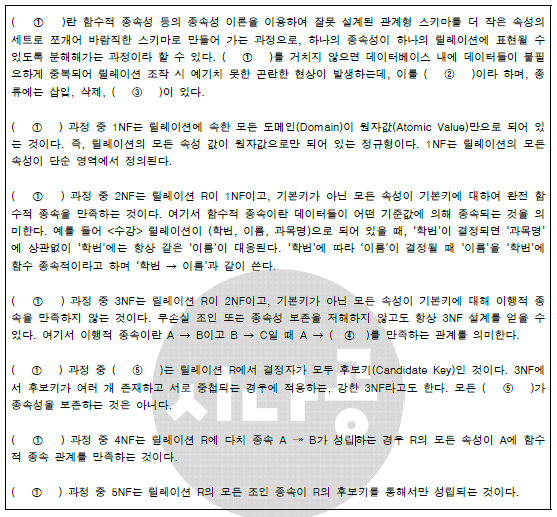 ( ① )란 함수적 종속성 등의 종속성 이론을 이용하여 잘못 설계된 관계형 스키마를 더 작은 속성의
세트로 쪼개어 바람직한 스키마로 만들어 가는 과정으로, 하나의 종속성이 하나의 릴레이션에 표현될 수
있도록 분해해가는 과정이라 할 수 있다. ( ① )를 거치지 않으면 데이터베이스 내에 데이터들이 불필
요하게 중복되어 릴레이션 조작 시 예기치 못한 곤란한 현상이 발생하는데, 이를 ( ② )이라 하며, 종
류에는 삽입, 삭제, ( ③ )이 있다.
( ① ) 과정 중 1NF는 릴레이션에 속한 모든 도메인(Domain)이 원자값(Atomic Value)만으로 되어 있
는 것이다. 즉, 릴레이션의 모든 속성 값이 원자값으로만 되어 있는 정규형이다. 1NF는 릴레이션의 모든
속성이 단순 영역에서 정의된다.
( ① ) 과정 중 2NF는 릴레이션 R이 1NF이고, 기본키가 아닌 모든 속성이 기본키에 대하여 완전 함
수적 종속을 만족하는 것이다. 여기서 함수적 종속이란 데이터들이 어떤 기준값에 의해 종속되는 것을 의
미한다. 예를 들어 <수강> 릴레이션이 (학번, 이름, 과목명)으로 되어 있을 때, '학번'이 결정되면 '과목명'
에 상관없이 '학번'에는 항상 같은 '이름'이 대응된다. '학번'에 따라 '이름'이 결정될 때 '이름'을 '학번'에
함수 종속적이라고 하며 '학번 → 이름'과 같이 쓴다.
( ① ) 과정 중 3NF는 릴레이션 R이 2NF이고, 기본키가 아닌 모든 속성이 기본키에 대해 이행적 종
속을 만족하지 않는 것이다. 무손실 조인 또는 종속성 보존을 저해하지 않고도 항상 3NF 설계를 얻을 수
있다. 여기서 이행적 종속이란 A → B이고 B → C일 때 A → ( ④ )를 만족하는 관계를 의미한다.
( ① ) 과정 중 ( ⑤ )는 릴레이션 R에서 결정자가 모두 후보키(Candidate Key)인 것이다. 3NF에
서 후보키가 여러 개 존재하고 서로 중첩되는 경우에 적용하는, 강한 3NF라고도 한다. 모든 ( ⑤ )가
종속성을 보존하는 것은 아니다.
( ① ) 과정 중 4NF는 릴레이션 R에 다치 종속 A ↠ B가 성립하는 경우 R의 모든 속성이 A에 함수
적 종속 관계를 만족하는 것이다.
( ① ) 과정 중 5NF는 릴레이션 R의 모든 조인 종속이 R의 후보키를 통해서만 성립되는 것이다.
시나공